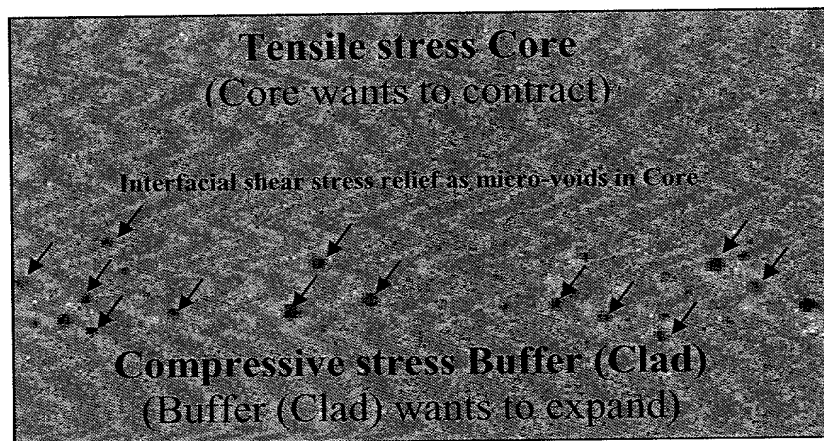 Tensile stress Core
(Core wants to contract)
Interfacial shear stress relief as micro-voids in Core
Compressive stress Buffer (Clad)
(Buffer (Clad) wants to expand)